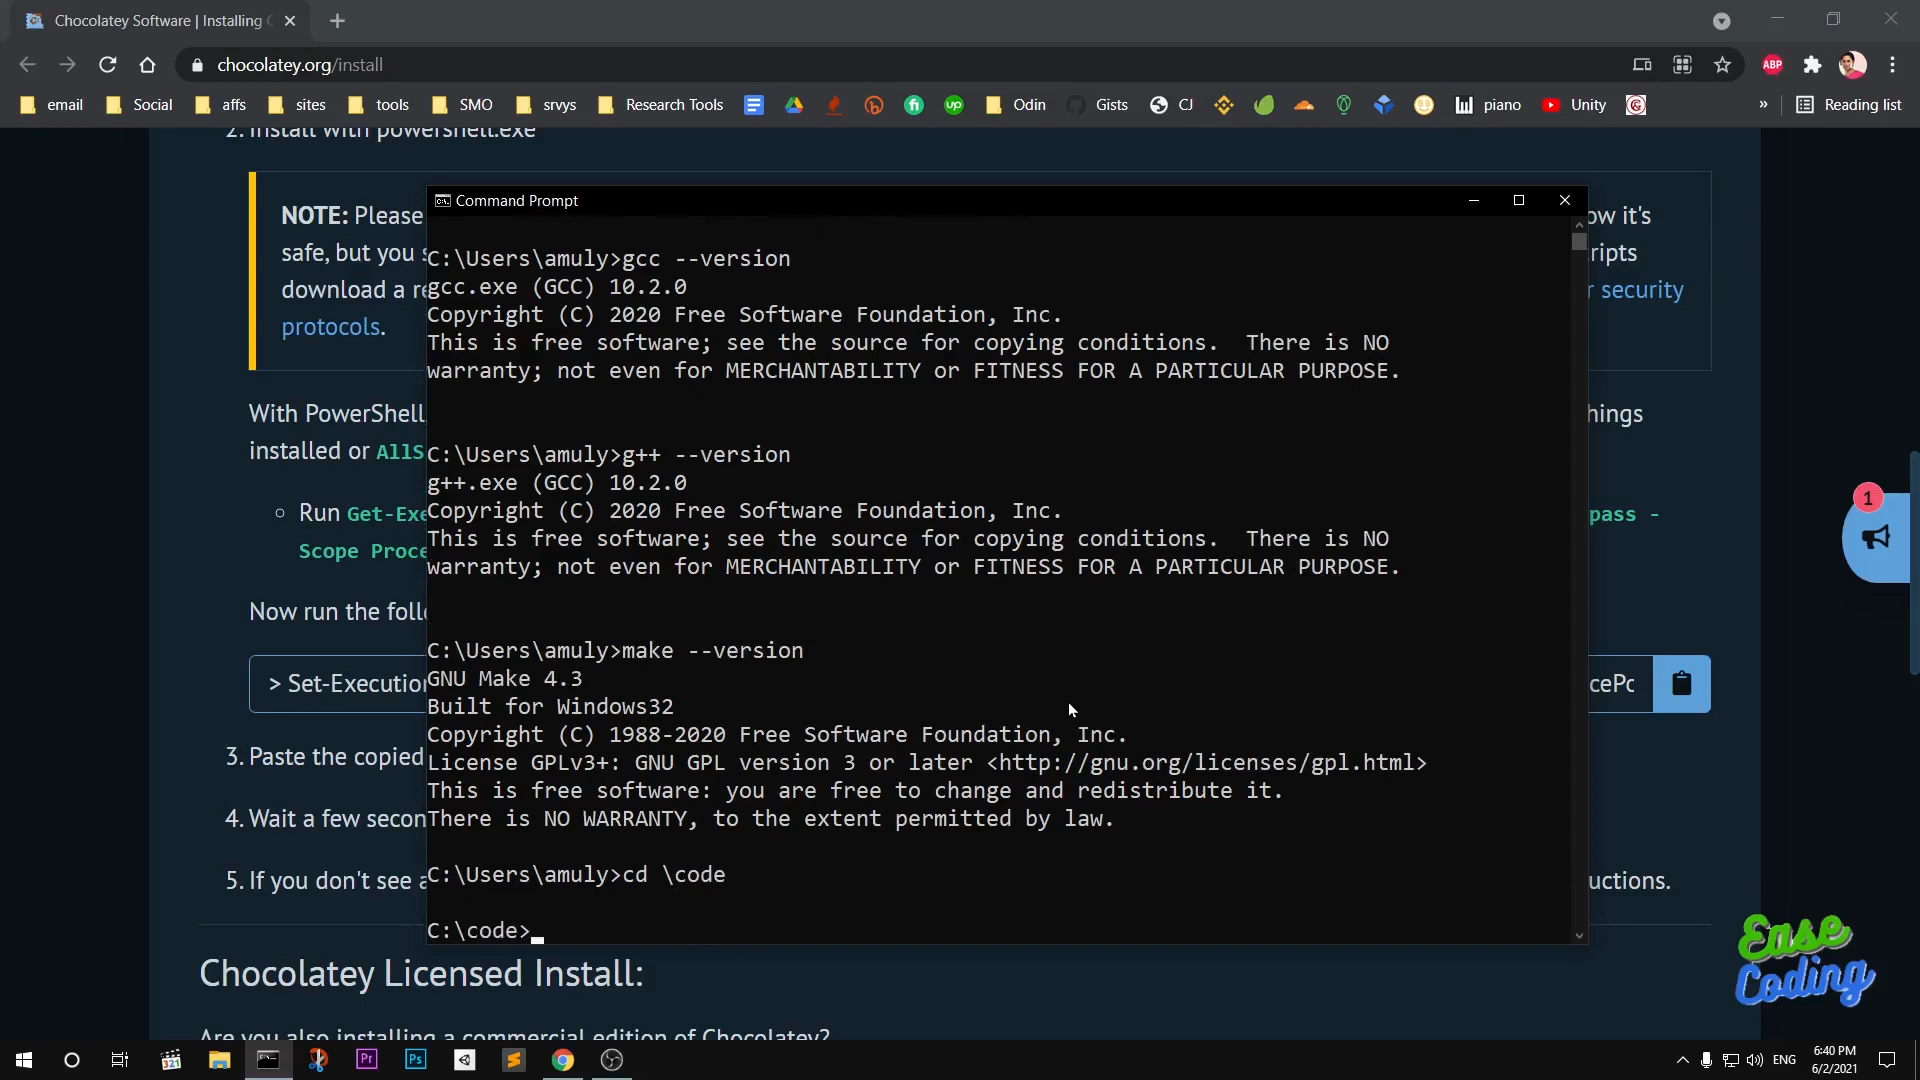 Chocolatey Software | Installing
chocolatey.org/install
ABP
email Social affs sites tools SMO srvys Research Tools Odin Gists CJ piano Unity » Reading list
2. Install with powershell.exe
NOTE: Please
ow it's
safe, but you
ripts
download a re
r security
protocols.
With PowerShell,
hings
installed or AllS
Run Get-Exe
pass -
Scope Proce
Now run the follo
> Set-Execution
cePo
3. Paste the copied
4. Wait a few secon
5. If you don't see a
uctions.
Chocolatey Licensed Install:
Are you also installing a commercial edition of Chocolatey?
Command Prompt
C:\Users\amuly>gcc --version
gcc.exe (GCC) 10.2.0
Copyright (C) 2020 Free Software Foundation, Inc.
This is free software; see the source for copying conditions.  There is NO
warranty; not even for MERCHANTABILITY or FITNESS FOR A PARTICULAR PURPOSE.
C:\Users\amuly>g++ --version
g++.exe (GCC) 10.2.0
Copyright (C) 2020 Free Software Foundation, Inc.
This is free software; see the source for copying conditions.  There is NO
warranty; not even for MERCHANTABILITY or FITNESS FOR A PARTICULAR PURPOSE.
C:\Users\amuly>make --version
GNU Make 4.3
Built for Windows32
Copyright (C) 1988-2020 Free Software Foundation, Inc.
License GPLv3+: GNU GPL version 3 or later <http://gnu.org/licenses/gpl.html>
This is free software: you are free to change and redistribute it.
There is NO WARRANTY, to the extent permitted by law.
C:\Users\amuly>cd \code
C:\code>
1
Ease
Coding
321
Pr
Ps
ENG
6:40 PM
6/2/2021